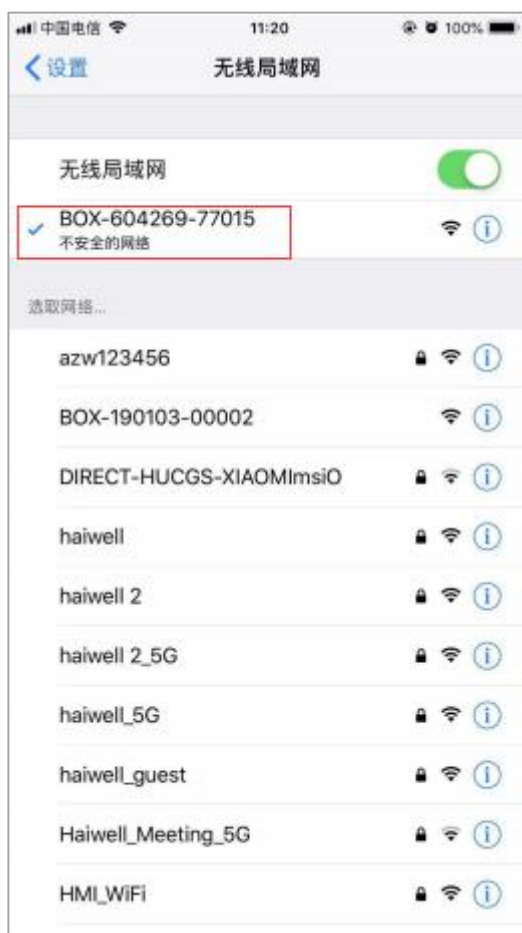 中国电信 11:20 100%
设置 无线局域网
无线局域网
BOX-604269-77015
不安全的网络
选取网络...
azw123456
BOX-190103-00002
DIRECT-HUCGS-XIAOMImsiO
haiwell
haiwell 2
haiwell 2_5G
haiwell_5G
haiwell_guest
Haiwell_Meeting_5G
HMI_WiFi